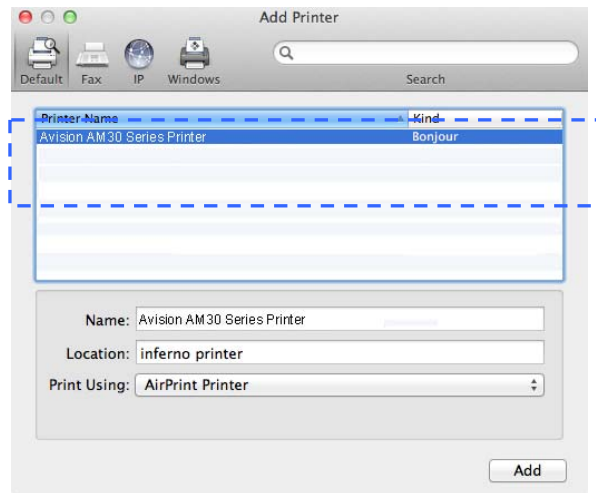 Add Printer
Default Fax IP Windows Search
Printer Name Kind
Avision AM30 Series Printer Bonjour
Name: Avision AM30 Series Printer
Location: inferno printer
Print Using: AirPrint Printer
Add